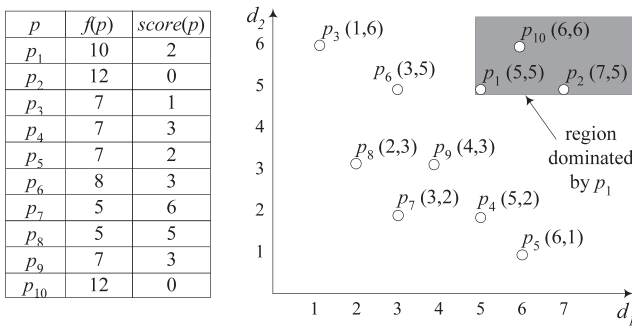 p f(p) score(p)
p1 10 2
p2 12 0
p3 7 1
p4 7 3
p5 7 2
p6 8 3
p7 5 6
p8 5 5
p9 7 3
p10 12 0
d2
6
5
4
3
2
1
p3 (1,6)
p10 (6,6)
p6 (3,5)
p1 (5,5)
p2 (7,5)
region
dominated
by p1
p8 (2,3)
p9 (4,3)
p7 (3,2)
p4 (5,2)
p5 (6,1)
1 2 3 4 5 6 7
d1